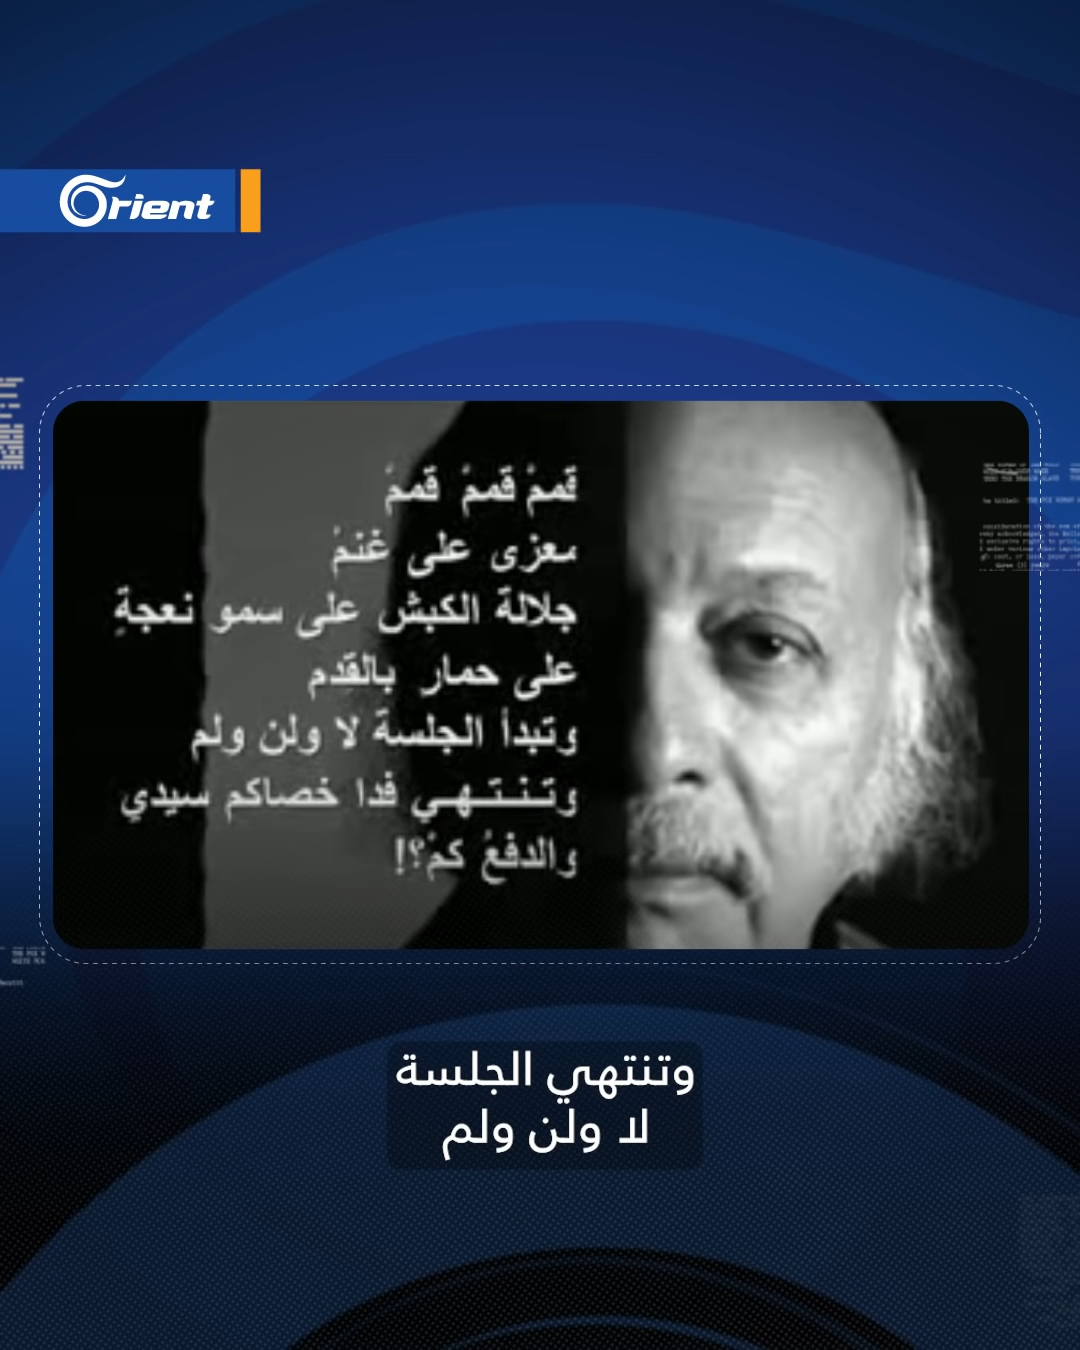 Orient
قممْ قممْ قممْ
معزى على غنمْ
جلالة الكبش على سمو نعجةٍ
على حمار بالقدم
وتبدأ الجلسة لا ولن ولم
وتـنـتـهـي فدا خصاكم سيدي
والدفعُ كمْ؟!
وتنتهي الجلسة
لا ولن ولم